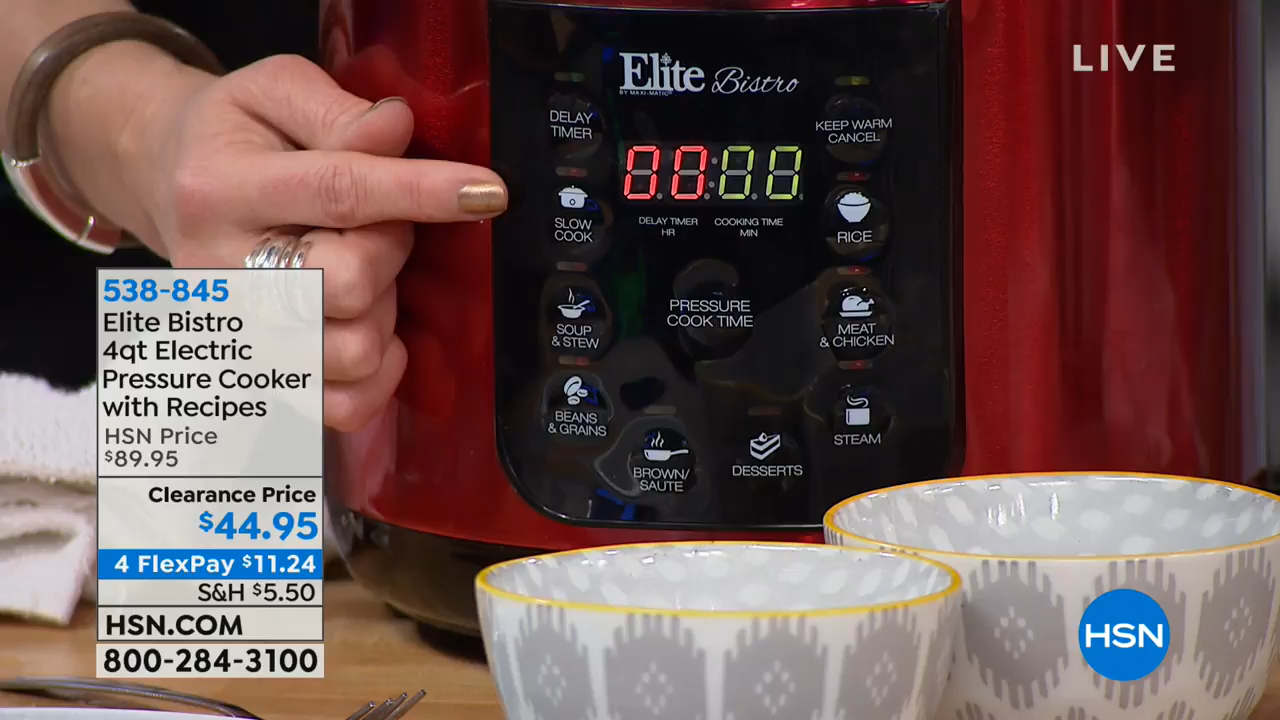 LIVE
Elite Bistro
BY MAXI-MATIC
DELAY
TIMER
KEEP WARM
CANCEL
00:00
DELAY TIMER
HR
COOKING TIME
MIN
SLOW
COOK
RICE
PRESSURE
COOK TIME
SOUP
& STEW
MEAT
& CHICKEN
BEANS
& GRAINS
STEAM
BROWN/
SAUTE
DESSERTS
538-845
Elite Bistro
4qt Electric
Pressure Cooker
with Recipes
HSN Price
$89.95
Clearance Price
$44.95
4 FlexPay $11.24
S&H $5.50
HSN.COM
800-284-3100
HSN